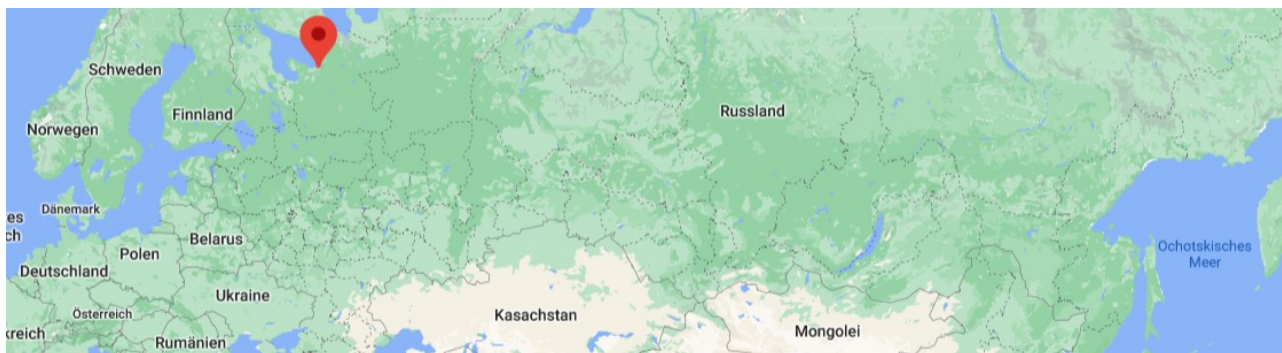 Schweden
Finnland
Norwegen
Russland
Dänemark
es
ch
Belarus
Polen
Ochotskisches
Meer
Deutschland
Ukraine
Österreich
Kasachstan
kreich
Rumänien
Mongolei